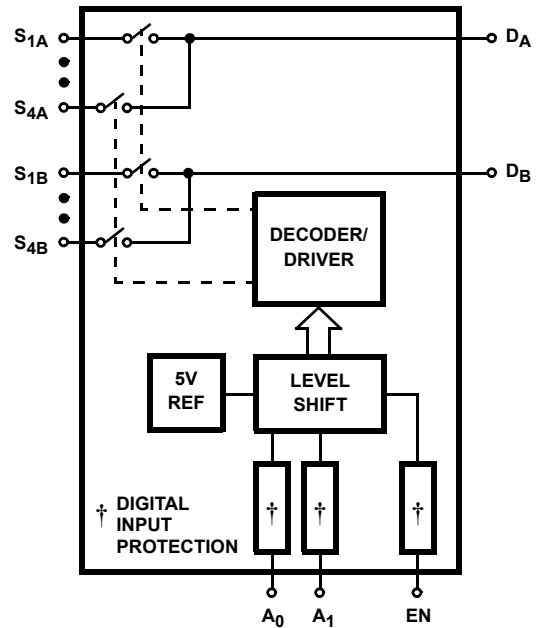 S1A
DA
S4A
S1B
DB
S4B
DECODER/
DRIVER
5V
REF
LEVEL
SHIFT
† DIGITAL
INPUT
PROTECTION
†
†
†
A0
A1
EN